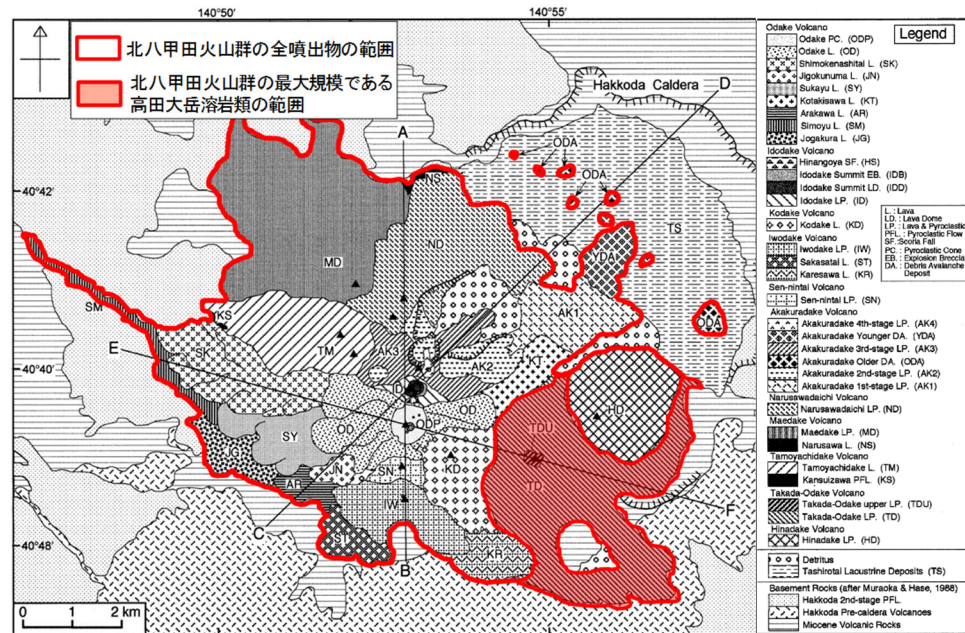 140°50'
140°55'
北八甲田火山群の全噴出物の範囲
北八甲田火山群の最大規模である
高田大岳溶岩類の範囲
Hakkoda Caldera
D
A
ODA
ODA
NS
40°42'
ND
TS
MD
YDA
SM
KS
AK1
ODA
E
SK
TM
AK3
KT
AK2
40°40'
ID
HD
OD
ODP
OD
TDU
SY
JG
JN
SN
KD
TD
AR
IW
F
C
ST
KR
40°48'
B
0 1 2 km
Legend
Odake Volcano
Odake PC. (ODP)
Odake L. (OD)
Shimokenashitai L. (SK)
Jigokunuma L. (JN)
Sukayu L. (SY)
Kotakisawa L. (KT)
Arakawa L. (AR)
Simoyu L. (SM)
Jogakura L. (JG)
Idodake Volcano
Hinangoya SF. (HS)
Idodake Summit EB. (IDB)
Idodake Summit LD. (IDD)
Idodake LP. (ID)
Kodake Volcano
Kodake L. (KD)
Iwodake Volcano
Iwodake LP. (IW)
Sakasatai L. (ST)
Karesawa L. (KR)
Sen-nintai Volcano
Sen-nintai LP. (SN)
Akakuradake Volcano
Akakuradake 4th-stage LP. (AK4)
Akakuradake Younger DA. (YDA)
Akakuradake 3rd-stage LP. (AK3)
Akakuradake Older DA. (ODA)
Akakuradake 2nd-stage LP. (AK2)
Akakuradake 1st-stage LP. (AK1)
Narusawadaichi Volcano
Narusawadaichi LP. (ND)
Maedake Volcano
Maedake LP. (MD)
Narusawa L. (NS)
Tamoyachidake Volcano
Tamoyachidake L. (TM)
Kansuizawa PFL. (KS)
Takada-Odake Volcano
Takada-Odake upper LP. (TDU)
Takada-Odake LP. (TD)
Hinadake Volcano
Hinadake LP. (HD)
Detritus
Tashirotai Lacustrine Deposits (TS)
Basement Rocks (after Muraoka & Hase, 1988)
Hakkoda 2nd-stage PFL.
Hakkoda Pre-caldera Volcanoes
Miocene Volcanic Rocks
L. : Lava
LD. : Lava Dome
LP. : Lava & Pyroclastic
PFL. : Pyroclastic Flow
SF. :Scoria Fall
PC. : Pyroclastic Cone
EB. : Explosion Breccia
DA. : Debris Avalanche
Deposit